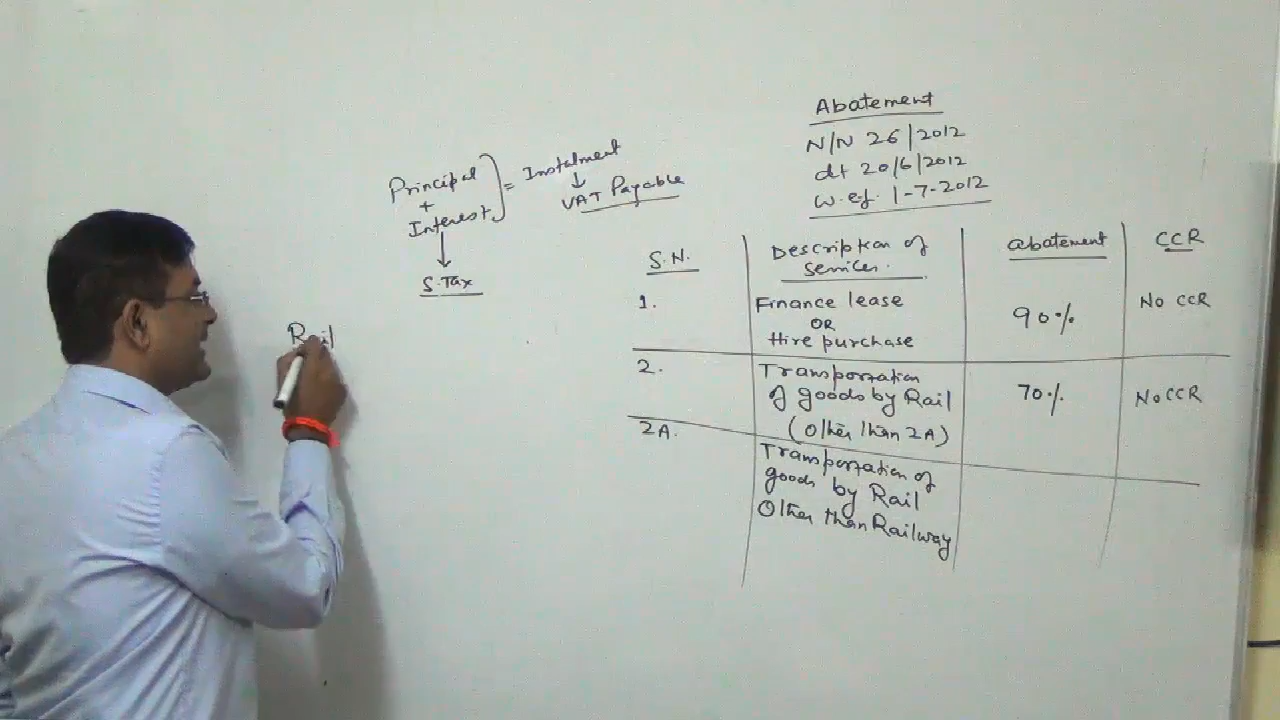 Abatement
N/N 26/2012
dt 20/6/2012
w.ef. 1-7-2012
Principal
+
Interest
= Instalment
↓
VAT Payable
↓
S.Tax
Rail
S.N. Description of services. abatement CCR
1. Finance lease
OR
Hire purchase
90% No CCR
2. Transportation
of goods by Rail
(Other than 2A)
70% No CCR
2A. Transportation of
goods by Rail
Other than Railway